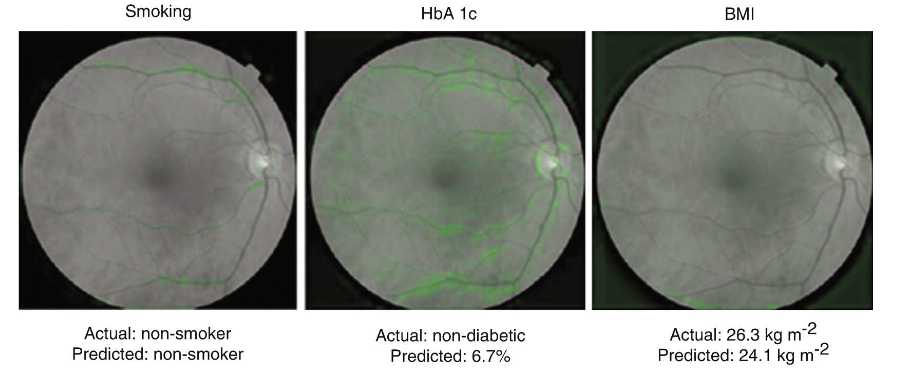 Smoking
HbA 1c
BMI
Actual: non-smoker
Predicted: non-smoker
Actual: non-diabetic
Predicted: 6.7%
Actual: 26.3 kg m⁻²
Predicted: 24.1 kg m⁻²